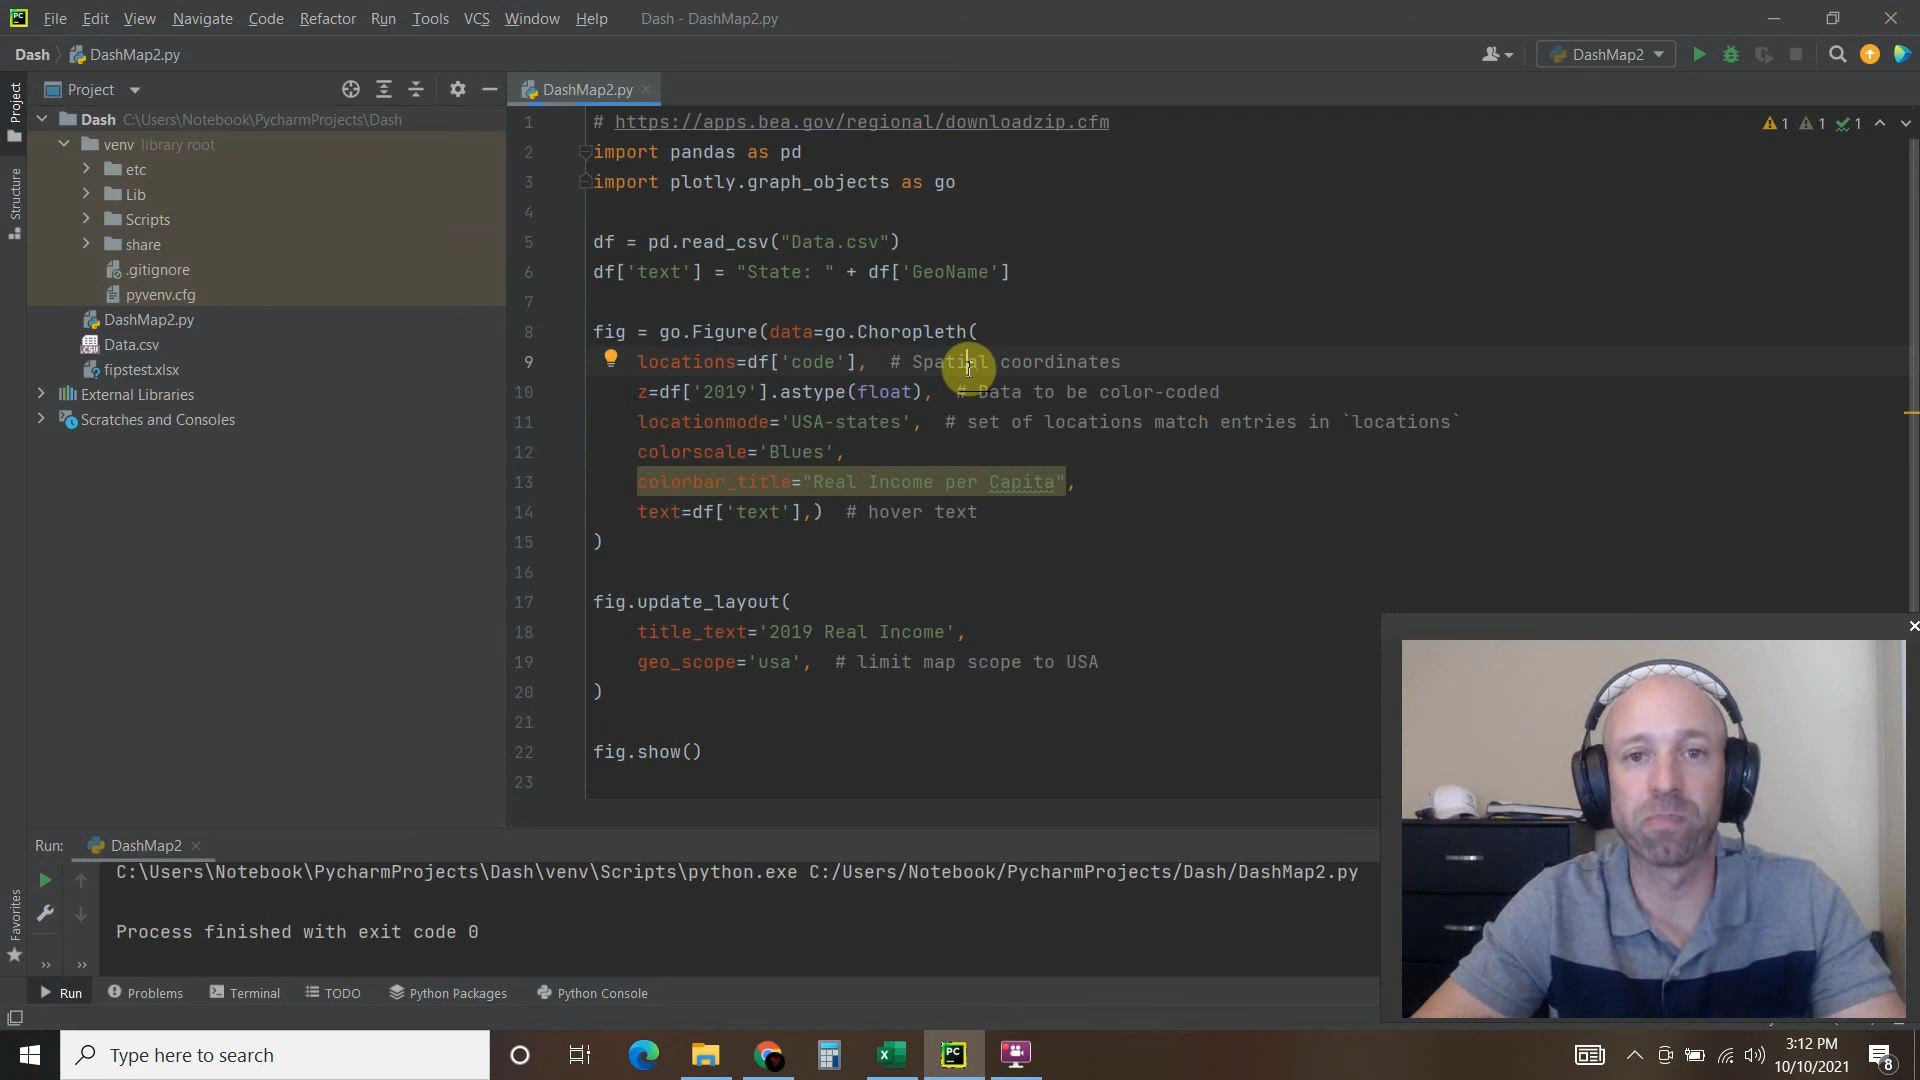 File Edit View Navigate Code Refactor Run Tools VCS Window Help Dash - DashMap2.py
Dash DashMap2.py DashMap2
Project DashMap2.py
Project
Structure
Favorites
Dash C:\Users\Notebook\PycharmProjects\Dash
venv library root
etc
Lib
Scripts
share
.gitignore
pyvenv.cfg
DashMap2.py
Data.csv
fipstest.xlsx
External Libraries
Scratches and Consoles
1 1 1
1 # https://apps.bea.gov/regional/downloadzip.cfm
2 import pandas as pd
3 import plotly.graph_objects as go
4
5 df = pd.read_csv("Data.csv")
6 df['text'] = "State: " + df['GeoName']
7
8 fig = go.Figure(data=go.Choropleth(
9 locations=df['code'], # Spatial coordinates
10 z=df['2019'].astype(float), # Data to be color-coded
11 locationmode='USA-states', # set of locations match entries in `locations`
12 colorscale='Blues',
13 colorbar_title="Real Income per Capita",
14 text=df['text'],) # hover text
15 )
16
17 fig.update_layout(
18 title_text='2019 Real Income',
19 geo_scope='usa', # limit map scope to USA
20 )
21
22 fig.show()
23
Run: DashMap2
C:\Users\Notebook\PycharmProjects\Dash\venv\Scripts\python.exe C:/Users/Notebook/PycharmProjects/Dash/DashMap2.py
Process finished with exit code 0
Run Problems Terminal TODO Python Packages Python Console
Type here to search
3:12 PM
10/10/2021
8